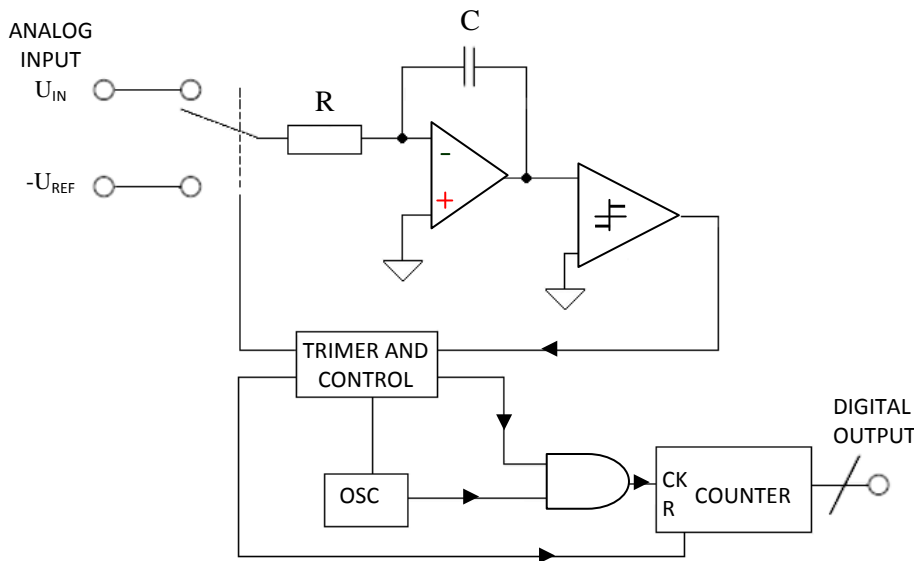 ANALOG
INPUT
U_IN
-U_REF
R
C
-
+
TRIMER AND
CONTROL
OSC
CK
R
COUNTER
DIGITAL
OUTPUT